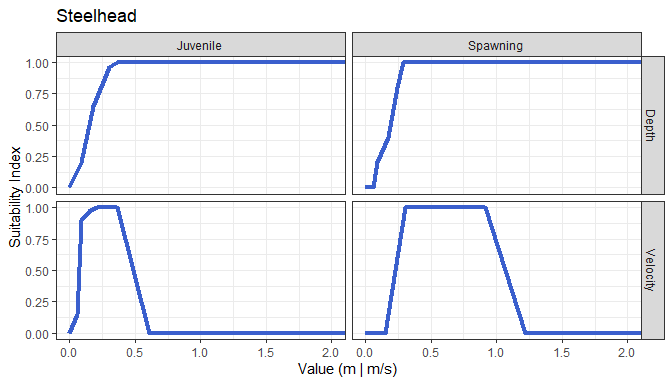 Steelhead
Juvenile Spawning
1.00
0.75
0.50
0.25
0.00
Depth
1.00
0.75
0.50
0.25
0.00
Velocity
Suitability Index
0.0 0.5 1.0 1.5 2.0 0.0 0.5 1.0 1.5 2.0
Value (m | m/s)